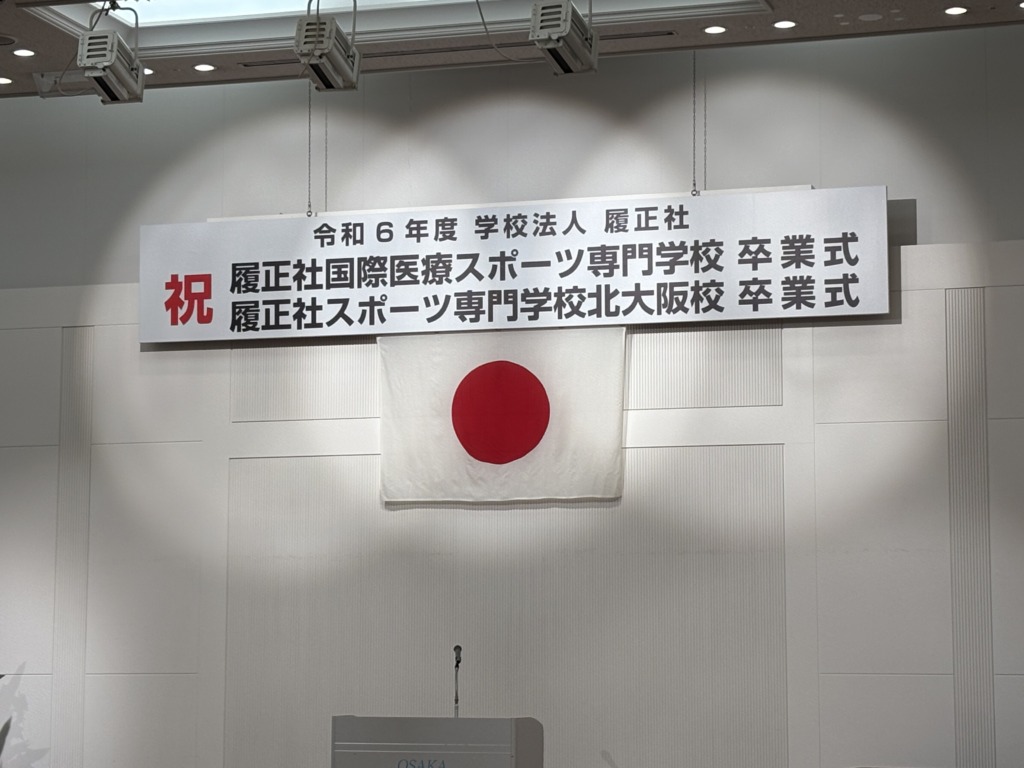 令和6年度 学校法人 履正社
祝
履正社国際医療スポーツ専門学校 卒業式
履正社スポーツ専門学校北大阪校 卒業式
OSAKA